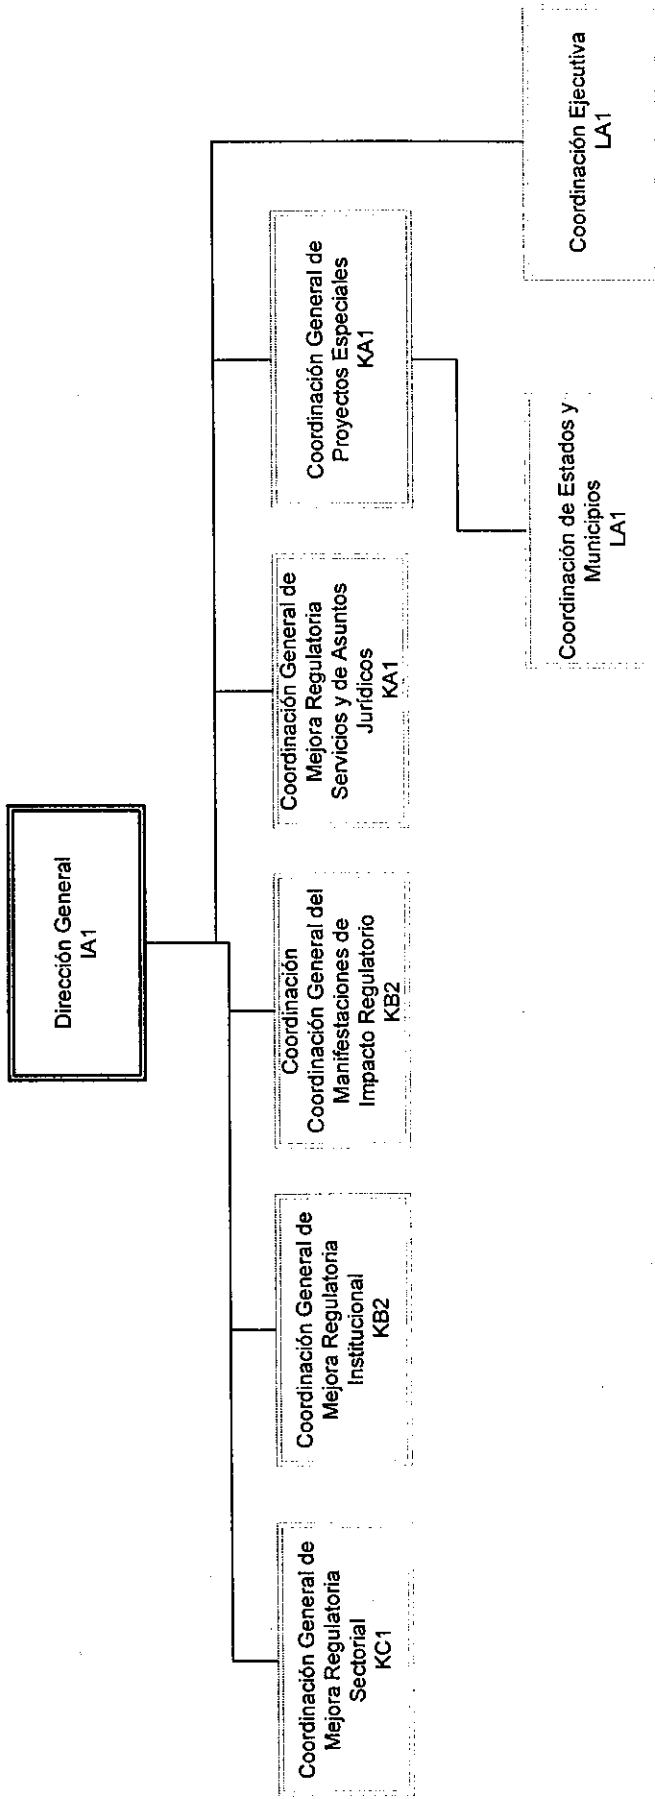 Dirección General
IA1
Coordinación General de
Mejora Regulatoria
Sectorial
KC1
Coordinación General de
Mejora Regulatoria
Institucional
KB2
Coordinación
Coordinación General del
Manifestaciones de
Impacto Regulatorio
KB2
Coordinación General de
Mejora Regulatoria
Servicios y de Asuntos
Jurídicos
KA1
Coordinación General de
Proyectos Especiales
KA1
Coordinación de Estados y
Municipios
LA1
Coordinación Ejecutiva
LA1